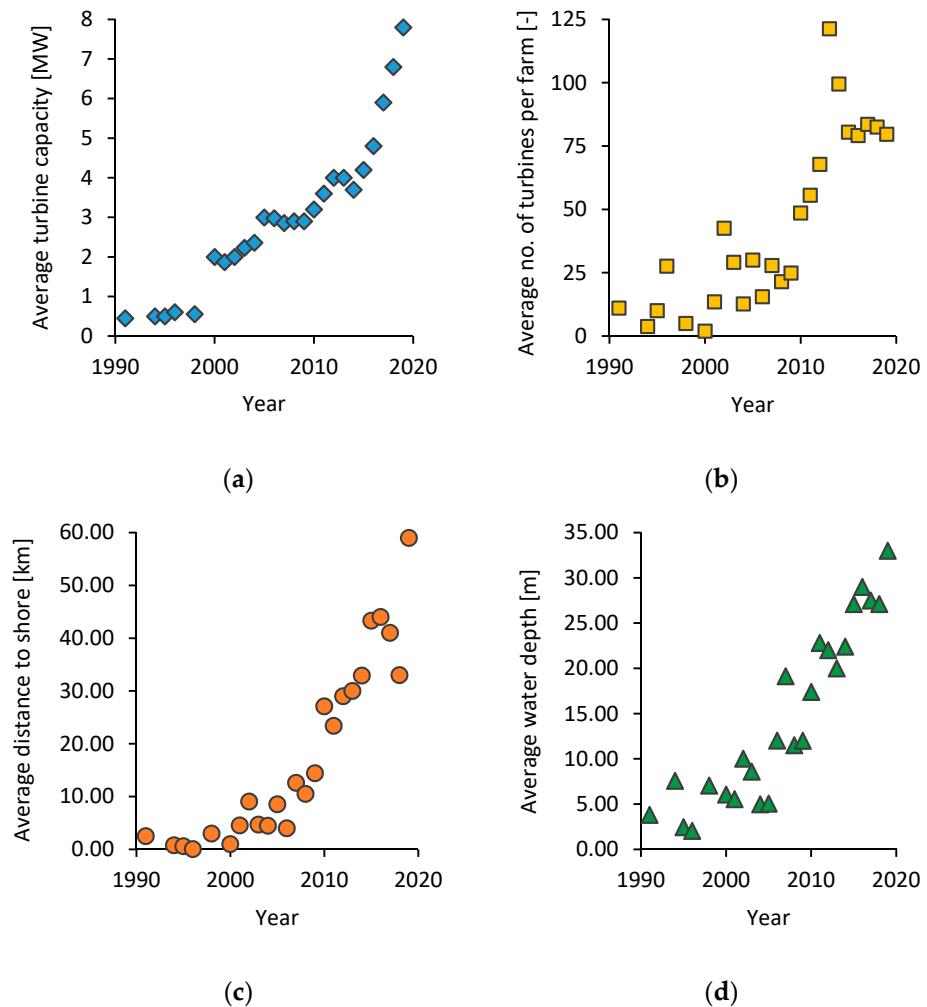 Average turbine capacity [MW]
8
7
6
5
4
3
2
1
0
1990 2000 2010 2020
Year
(a)
Average no. of turbines per farm [-]
125
100
75
50
25
0
1990 2000 2010 2020
Year
(b)
Average distance to shore [km]
60.00
50.00
40.00
30.00
20.00
10.00
0.00
1990 2000 2010 2020
Year
(c)
Average water depth [m]
35.00
30.00
25.00
20.00
15.00
10.00
5.00
0.00
1990 2000 2010 2020
Year
(d)